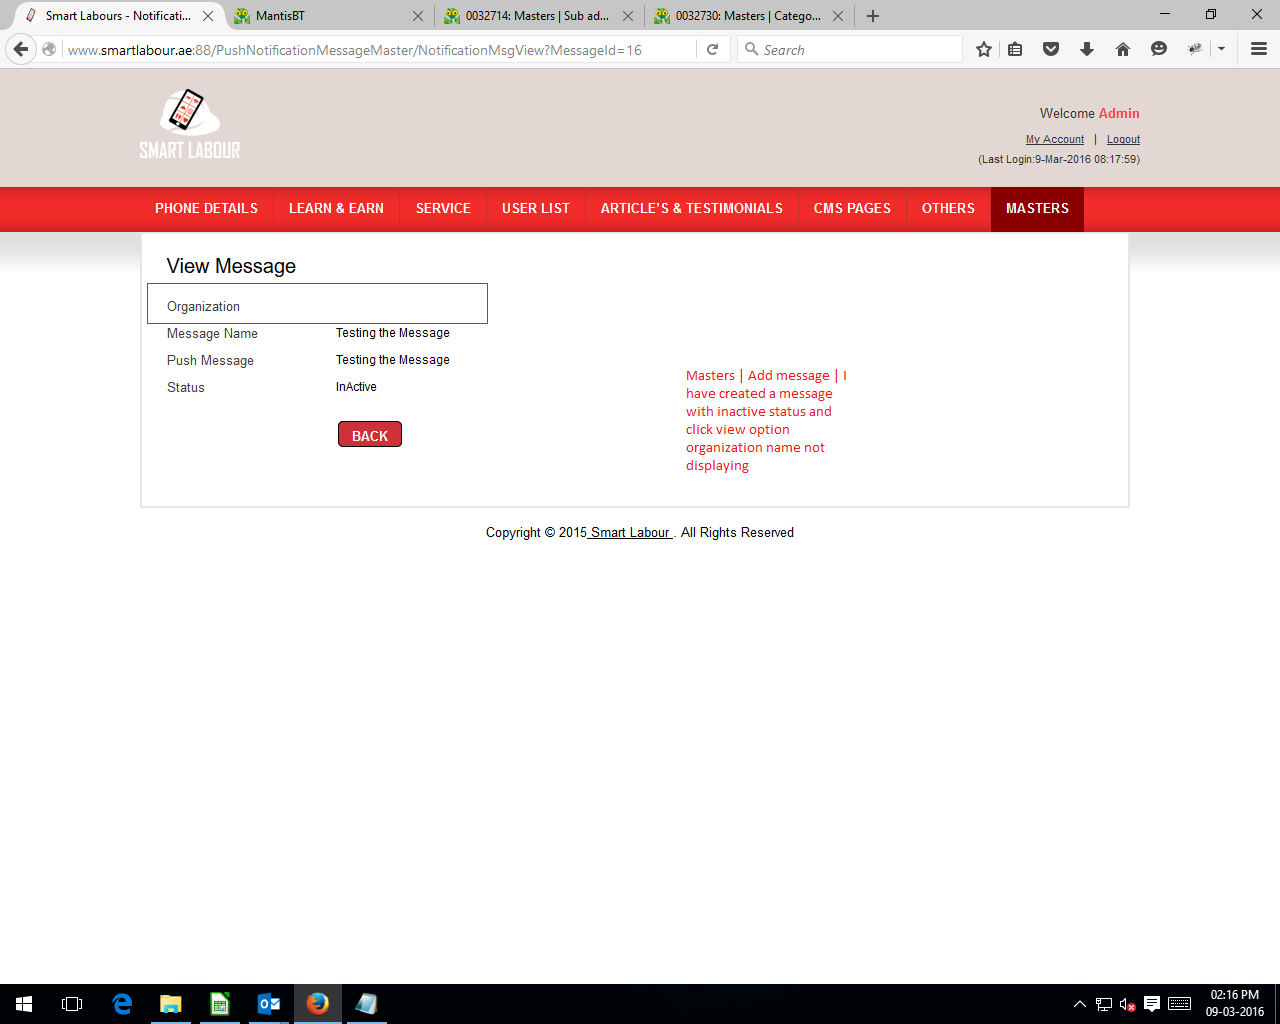 Smart Labours - Notificati...
MantisBT
0032714: Masters | Sub ad...
0032730: Masters | Catego...
www.smartlabour.ae:88/PushNotificationMessageMaster/NotificationMsgView?MessageId=16
Search
SMART LABOUR
Welcome Admin
My Account | Logout
(Last Login:9-Mar-2016 08:17:59)
PHONE DETAILS
LEARN & EARN
SERVICE
USER LIST
ARTICLE'S & TESTIMONIALS
CMS PAGES
OTHERS
MASTERS
View Message
Organization
Message Name Testing the Message
Push Message Testing the Message
Status InActive
BACK
Masters | Add message | I
have created a message
with inactive status and
click view option
organization name not
displaying
Copyright © 2015 Smart Labour . All Rights Reserved
02:16 PM
09-03-2016